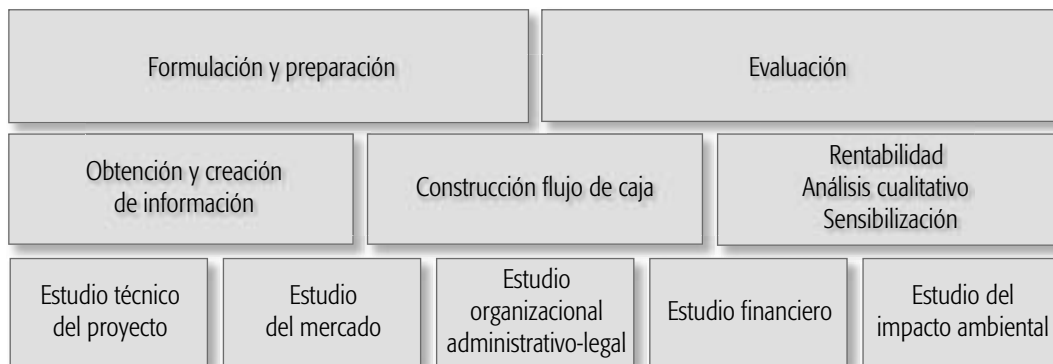 Formulación y preparación
Evaluación
Obtención y creación
de información
Construcción flujo de caja
Rentabilidad
Análisis cualitativo
Sensibilización
Estudio técnico
del proyecto
Estudio
del mercado
Estudio
organizacional
administrativo-legal
Estudio financiero
Estudio del
impacto ambiental